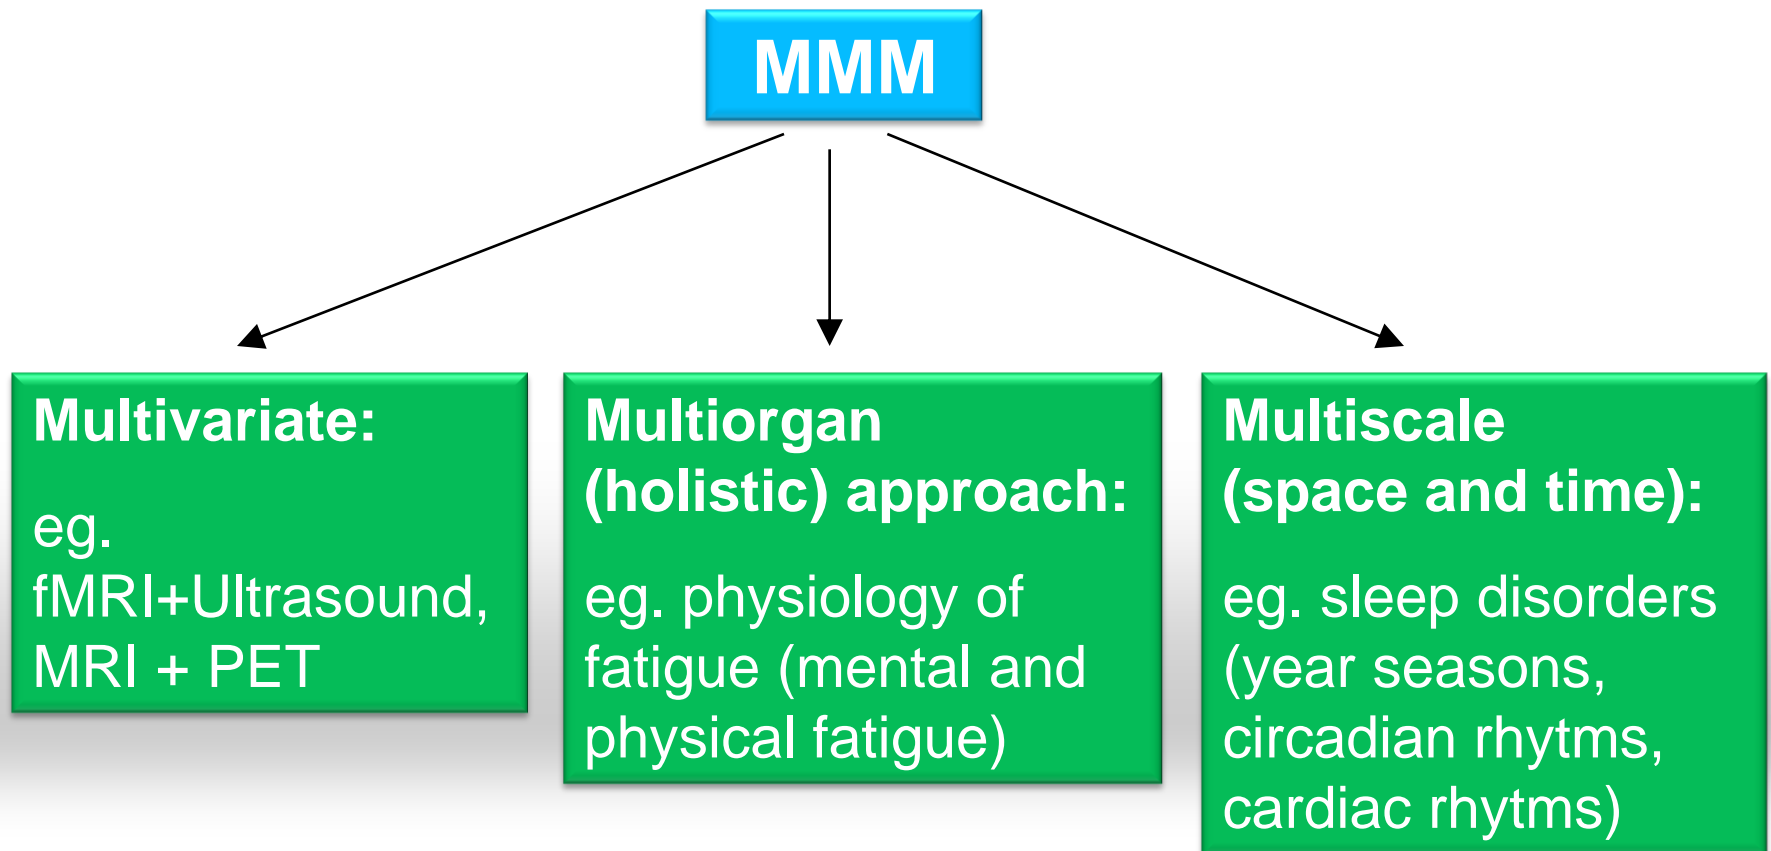 MMM
Multivariate:
eg.
fMRI+Ultrasound,
MRI + PET
Multiorgan
(holistic) approach:
eg. physiology of
fatigue (mental and
physical fatigue)
Multiscale
(space and time):
eg. sleep disorders
(year seasons,
circadian rhytms,
cardiac rhytms)